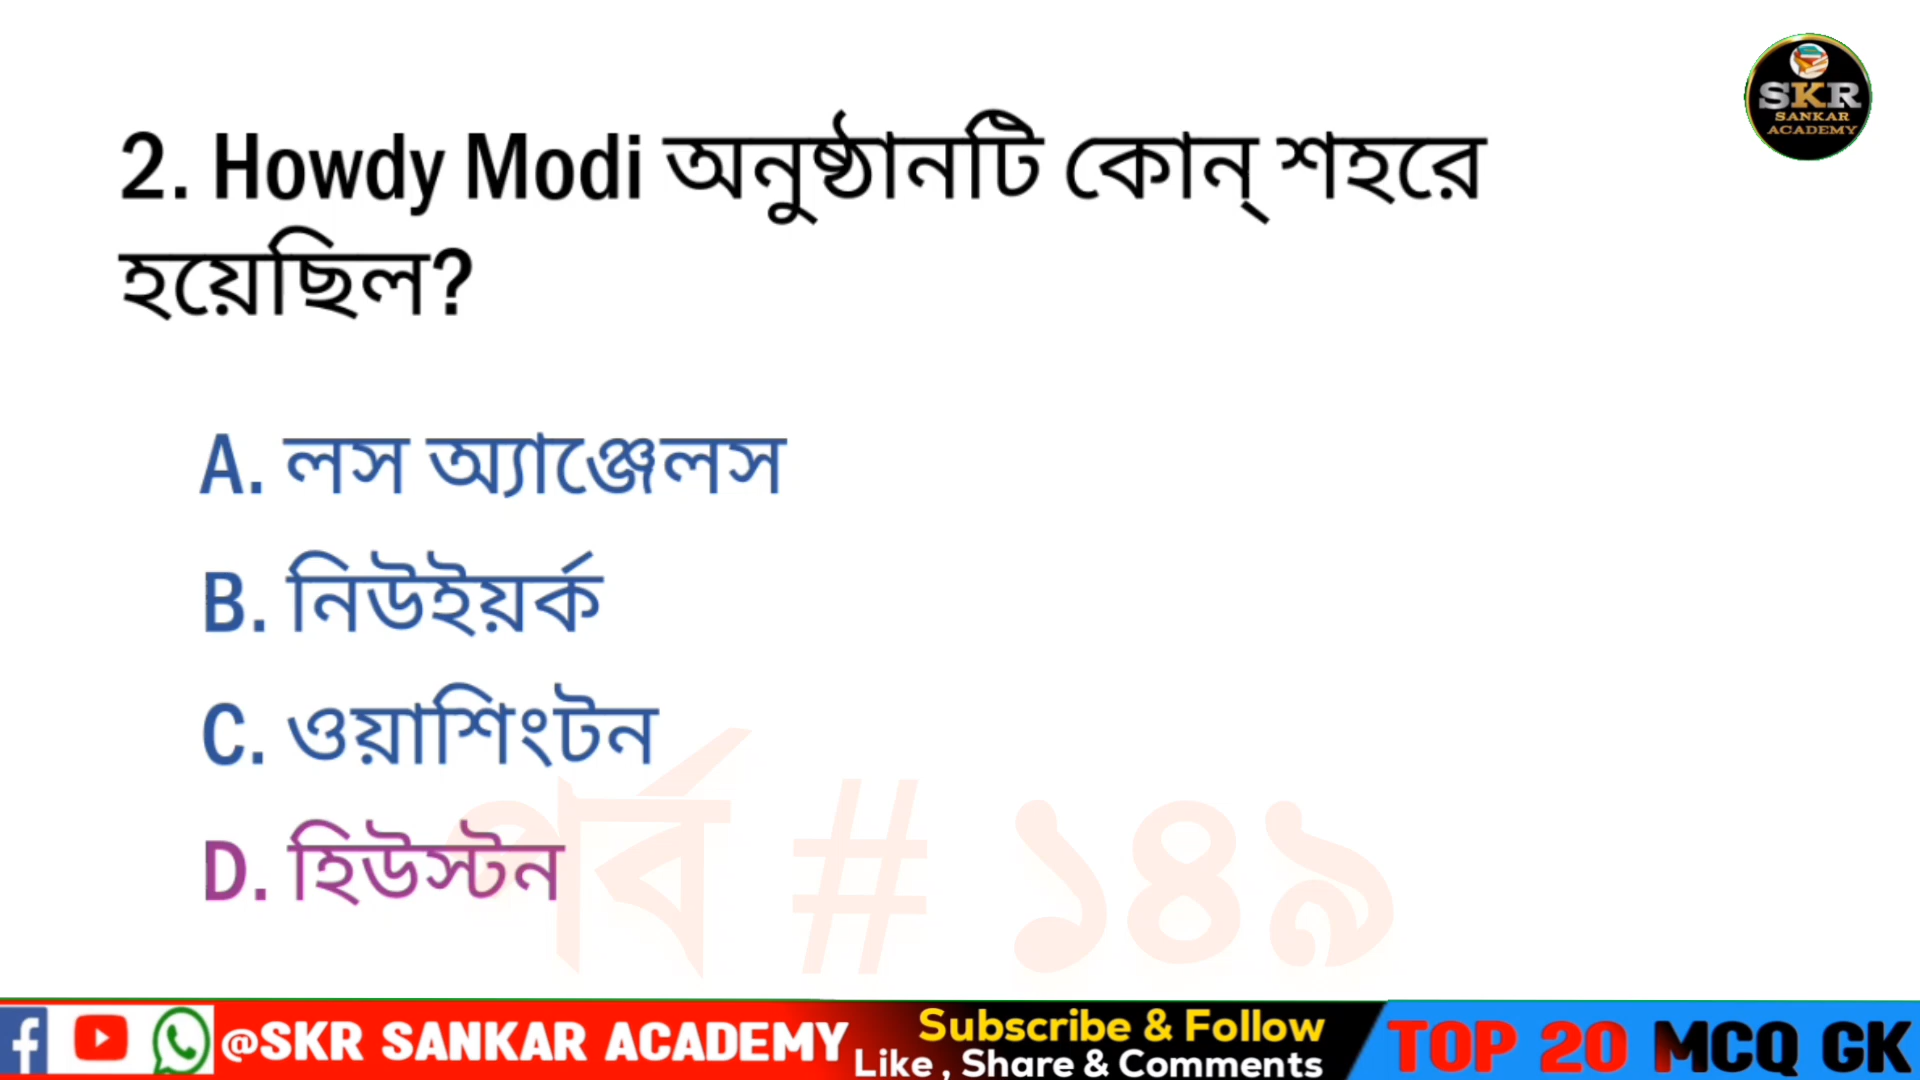 SKR
SANKAR
ACADEMY
2. Howdy Modi অনুষ্ঠানটি কোন্ শহরে
হয়েছিল?
A. লস অ্যাঞ্জেলস
B. নিউইয়র্ক
C. ওয়াশিংটন
D. হিউস্টন
পর্ব # ১৪৯
@SKR SANKAR ACADEMY
Subscribe & Follow
Like , Share & Comments
TOP 20 MCQ GK